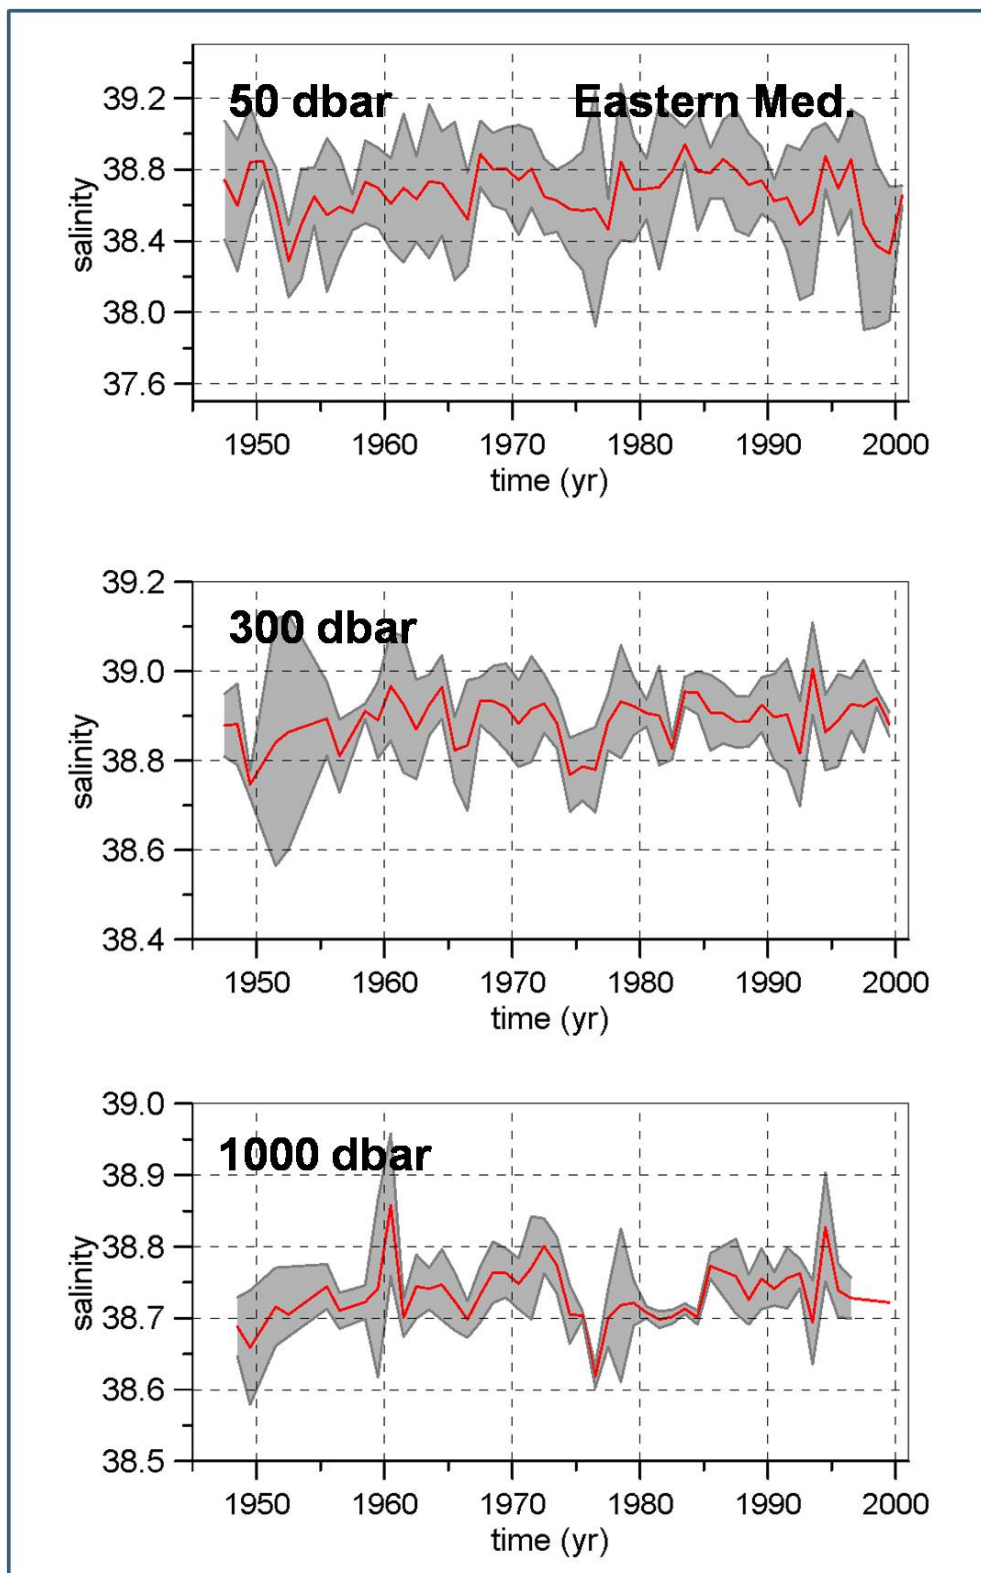 50 dbar Eastern Med.
39.2
38.8
38.4
38.0
37.6
salinity
1950 1960 1970 1980 1990 2000
time (yr)
300 dbar
39.2
39.0
38.8
38.6
38.4
salinity
1950 1960 1970 1980 1990 2000
time (yr)
1000 dbar
39.0
38.9
38.8
38.7
38.6
38.5
salinity
1950 1960 1970 1980 1990 2000
time (yr)